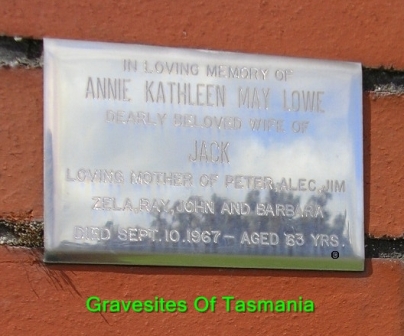 IN LOVING MEMORY OF
ANNIE KATHLEEN MAY LOWE
DEARLY BELOVED WIFE OF
JACK
LOVING MOTHER OF PETER, ALEC, JIM
ZELA, RAY, JOHN AND BARBARA
DIED SEPT. 10. 1967 - AGED 63 YRS.
Gravesites Of Tasmania